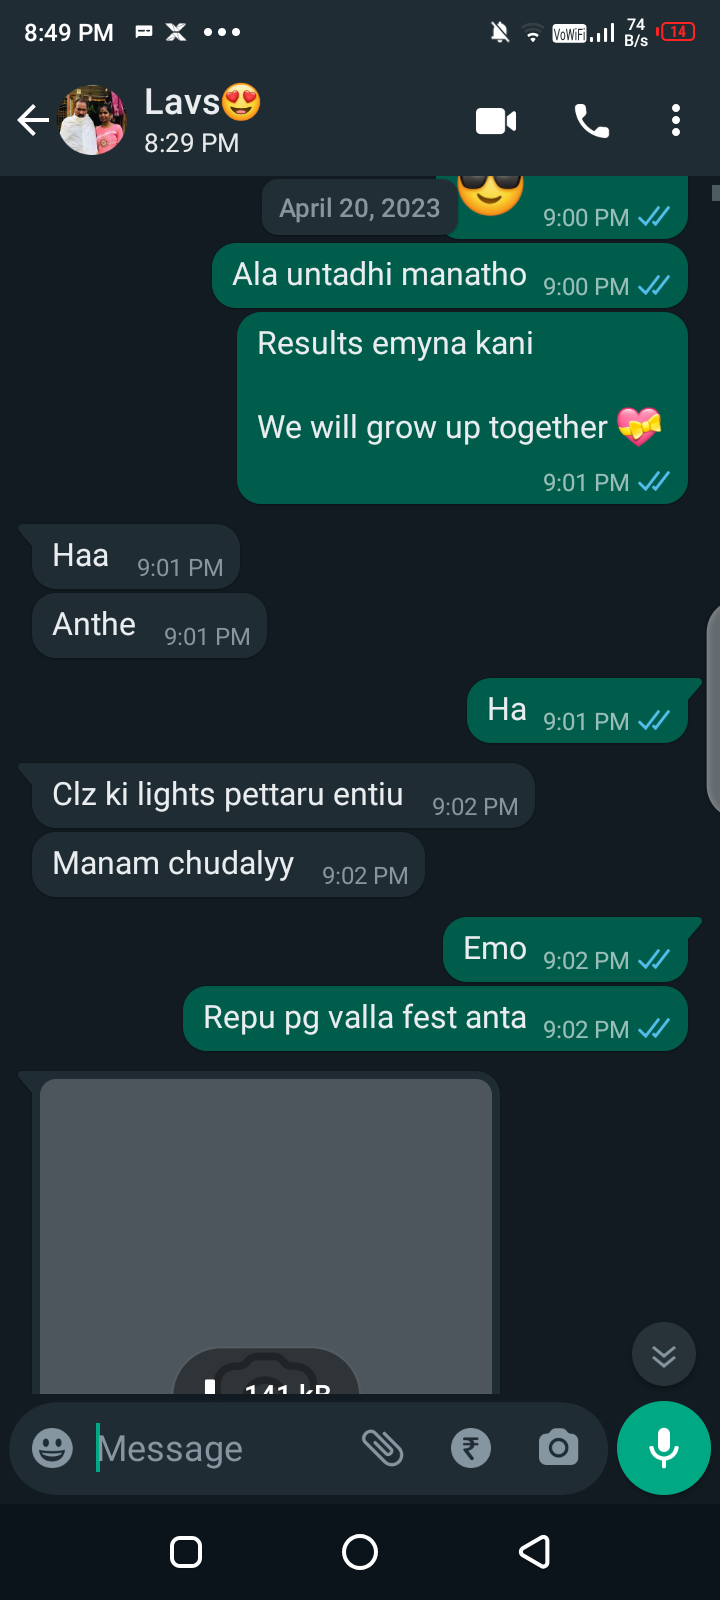 8:49 PM
VoWiFi
74
B/s
14
Lavs😍
8:29 PM
April 20, 2023
9:00 PM
Ala untadhi manatho 9:00 PM
Results emyna kani
We will grow up together 💝
9:01 PM
Haa 9:01 PM
Anthe 9:01 PM
Ha 9:01 PM
Clz ki lights pettaru entiu 9:02 PM
Manam chudalyy 9:02 PM
Emo 9:02 PM
Repu pg valla fest anta 9:02 PM
141 kB
Message